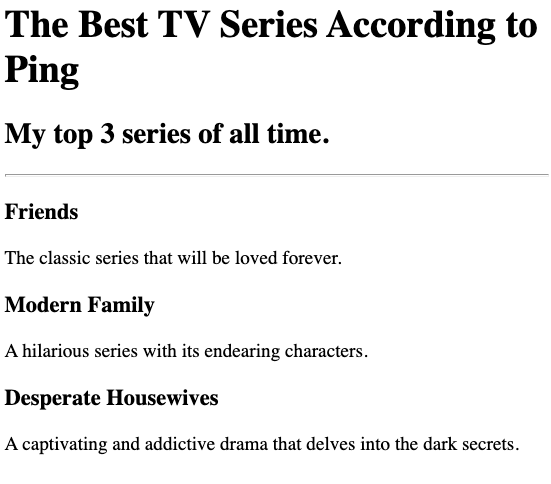 The Best TV Series According to
Ping
My top 3 series of all time.
Friends
The classic series that will be loved forever.
Modern Family
A hilarious series with its endearing characters.
Desperate Housewives
A captivating and addictive drama that delves into the dark secrets.